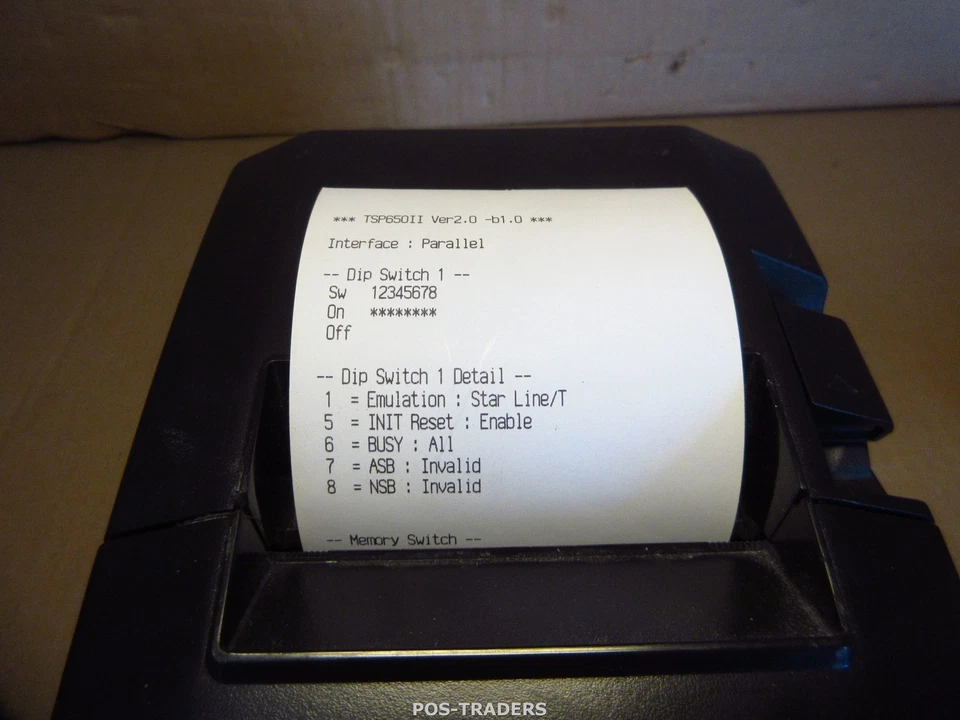 *** TSP650II Ver2.0 -b1.0 ***
Interface : Parallel
-- Dip Switch 1 --
Sw 12345678
On ********
Off
-- Dip Switch 1 Detail --
1 = Emulation : Star Line/T
5 = INIT Reset : Enable
6 = BUSY : All
7 = ASB : Invalid
8 = NSB : Invalid
-- Memory Switch --
POS-TRADERS